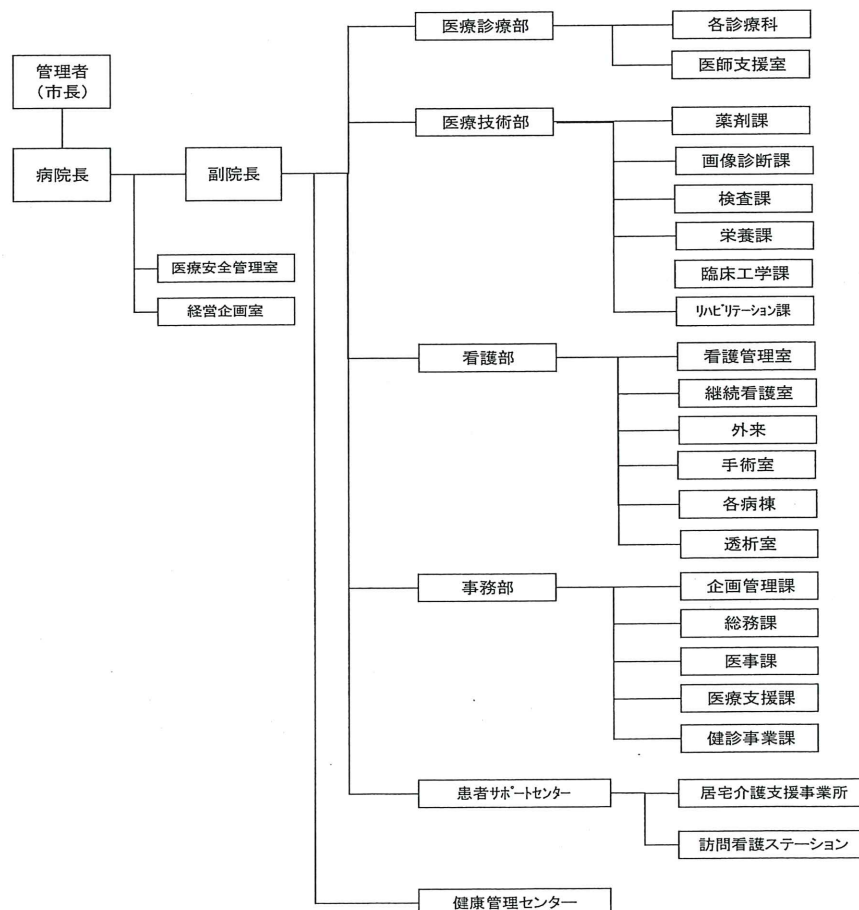 管理者
(市長)
病院長
副院長
医療安全管理室
経営企画室
医療診療部
各診療科
医師支援室
医療技術部
薬剤課
画像診断課
検査課
栄養課
臨床工学課
ﾘﾊﾋﾞﾘﾃｰｼｮﾝ課
看護部
看護管理室
継続看護室
外来
手術室
各病棟
透析室
事務部
企画管理課
総務課
医事課
医療支援課
健診事業課
患者ｻﾎﾟｰﾄセンター
居宅介護支援事業所
訪問看護ステーション
健康管理センター